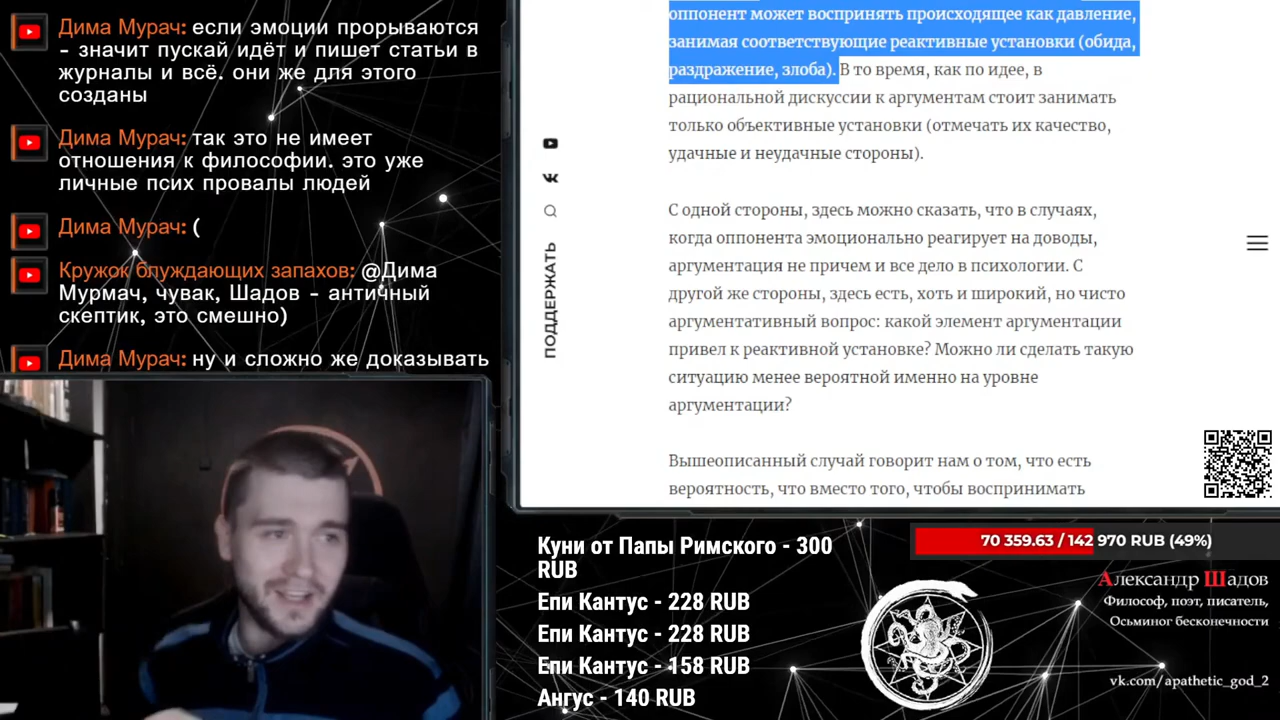 Дима Мурач: если эмоции прорываются
- значит пускай идёт и пишет статьи в
журналы и всё. они же для этого
созданы
Дима Мурач: так это не имеет
отношения к философии. это уже
личные псих провалы людей
Дима Мурач: (
Кружок блуждающих запахов: @Дима
Мурмач, чувак, Шадов - античный
скептик, это смешно)
Дима Мурач: ну и сложно же доказывать
оппонент может воспринять происходящее как давление,
занимая соответствующие реактивные установки (обида,
раздражение, злоба). В то время, как по идее, в
рациональной дискуссии к аргументам стоит занимать
только объективные установки (отмечать их качество,
удачные и неудачные стороны).
С одной стороны, здесь можно сказать, что в случаях,
когда оппонента эмоционально реагирует на доводы,
аргументация не причем и все дело в психологии. С
другой же стороны, здесь есть, хоть и широкий, но чисто
аргументативный вопрос: какой элемент аргументации
привел к реактивной установке? Можно ли сделать такую
ситуацию менее вероятной именно на уровне
аргументации?
Вышеописанный случай говорит нам о том, что есть
вероятность, что вместо того, чтобы воспринимать
ПОДДЕРЖАТЬ
Куни от Папы Римского - 300
RUB
Епи Кантус - 228 RUB
Епи Кантус - 228 RUB
Епи Кантус - 158 RUB
Ангус - 140 RUB
70 359.63 / 142 970 RUB (49%)
Александр Шадов
Философ, поэт, писатель,
Осьминог бесконечности
vk.com/apathetic_god_2